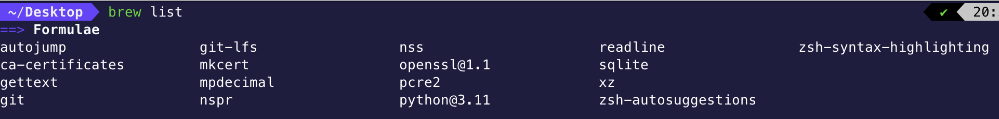 ~/Desktop brew list ✔ 20:
==> Formulae
autojump git-lfs nss readline zsh-syntax-highlighting
ca-certificates mkcert openssl@1.1 sqlite
gettext mpdecimal pcre2 xz
git nspr python@3.11 zsh-autosuggestions